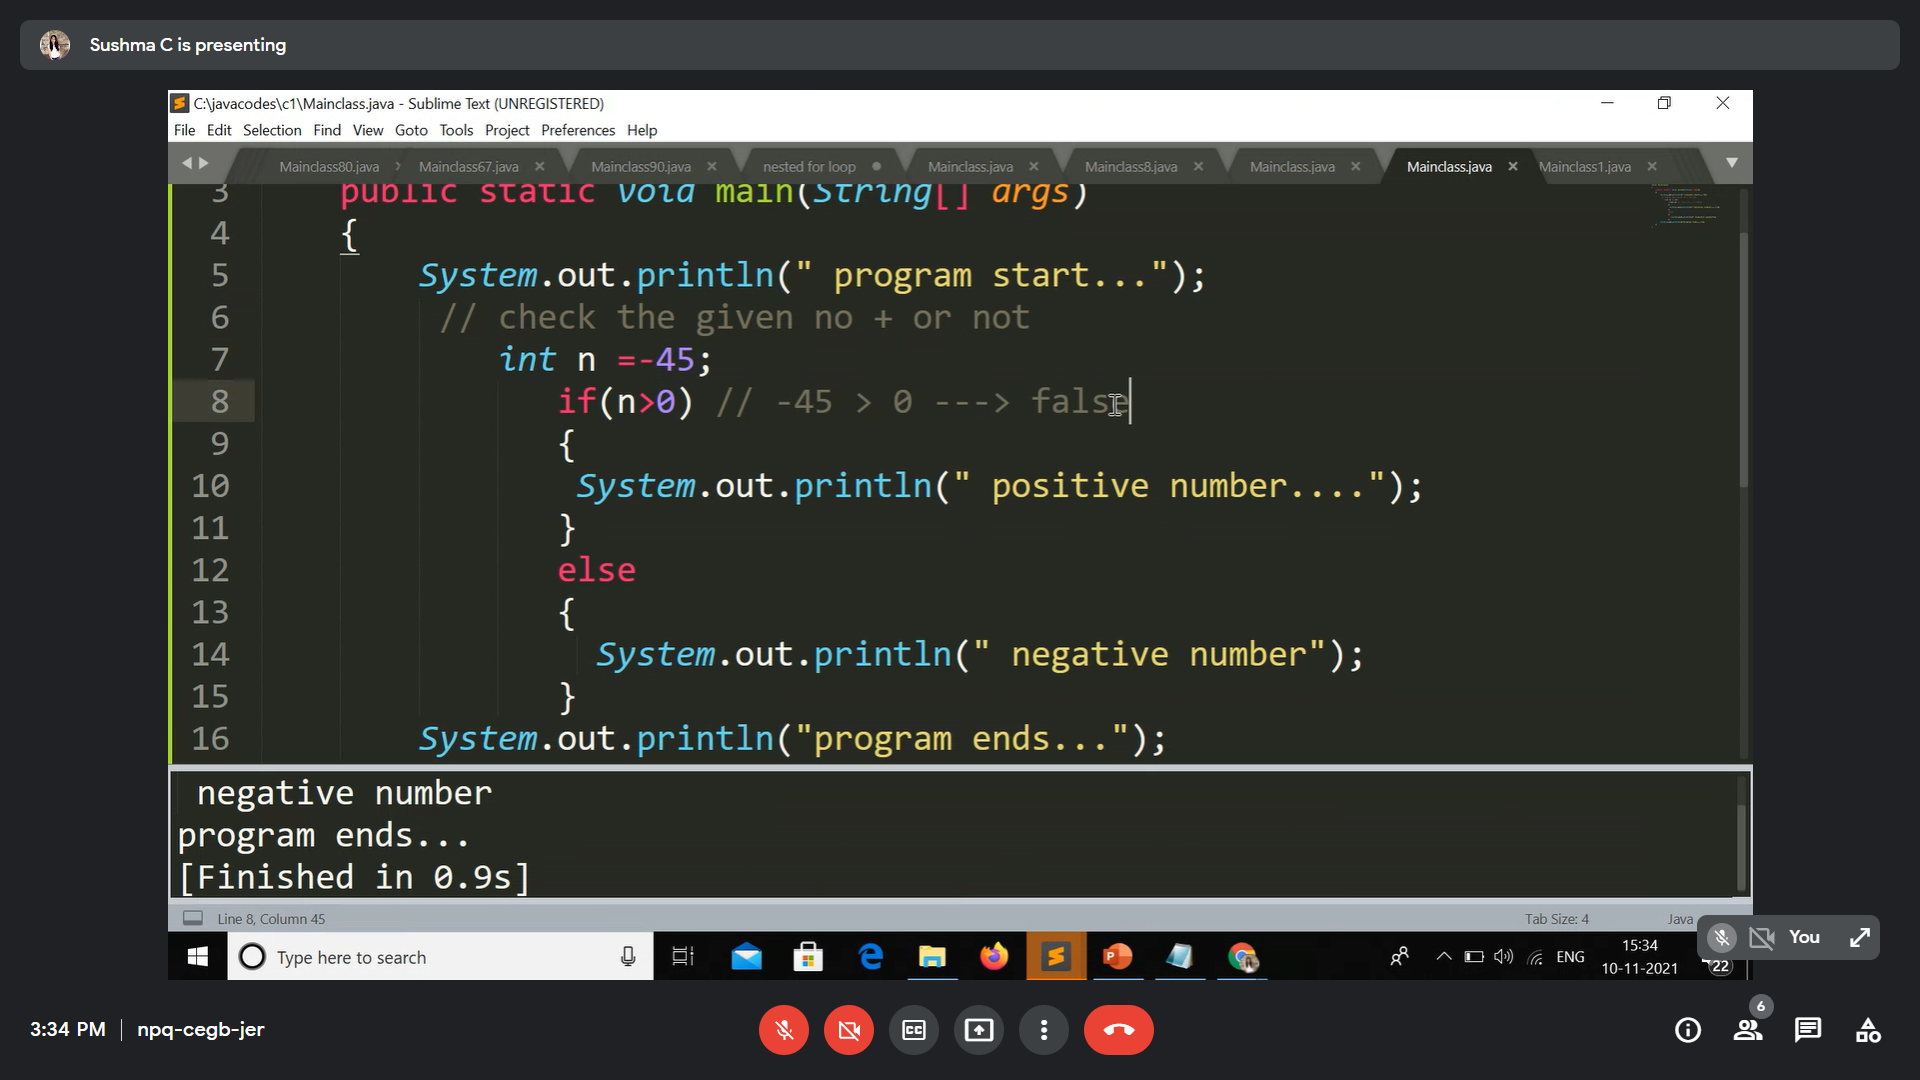 Sushma C is presenting
C:\javacodes\c1\Mainclass.java - Sublime Text (UNREGISTERED)
File Edit Selection Find View Goto Tools Project Preferences Help
Mainclass80.java Mainclass67.java Mainclass90.java nested for loop Mainclass.java Mainclass8.java Mainclass.java Mainclass.java Mainclass1.java
3 public static void main(String[] args)
4 {
5 System.out.println(" program start...");
6 // check the given no + or not
7 int n =-45;
8 if(n>0) // -45 > 0 ---> false
9 {
10 System.out.println(" positive number....");
11 }
12 else
13 {
14 System.out.println(" negative number");
15 }
16 System.out.println("program ends...");
negative number
program ends...
[Finished in 0.9s]
Line 8, Column 45 Tab Size: 4 Java
You
Type here to search
ENG
15:34
10-11-2021
22
3:34 PM | npq-cegb-jer
6